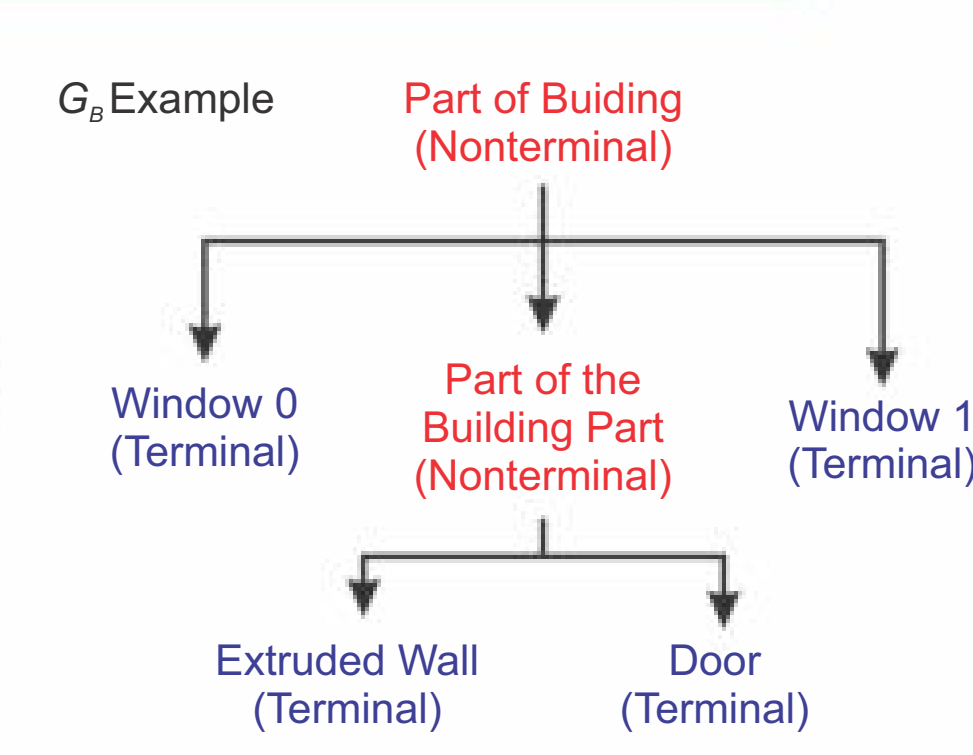 G_B Example
Part of Buiding
(Nonterminal)
Window 0
(Terminal)
Part of the
Building Part
(Nonterminal)
Window 1
(Terminal)
Extruded Wall
(Terminal)
Door
(Terminal)